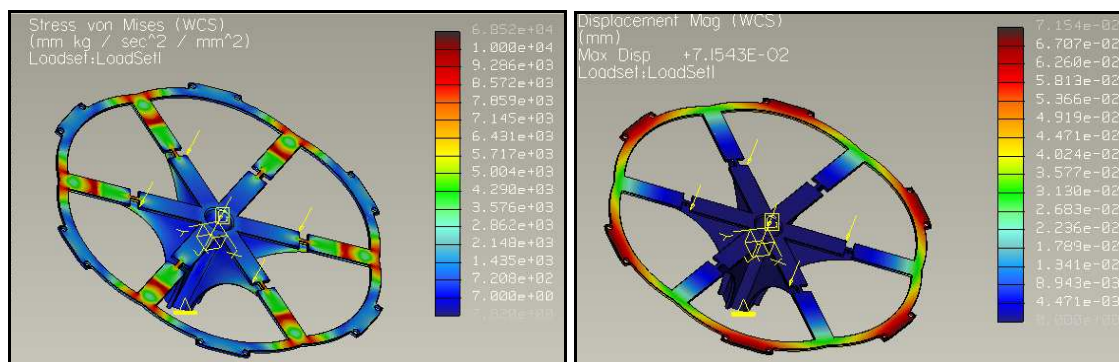 Stress von Mises (WCS)
(mm kg / sec^2 / mm^2)
Loadset:LoadSet1
6.852e+04
1.000e+04
9.286e+03
8.572e+03
7.859e+03
7.145e+03
6.431e+03
5.717e+03
5.004e+03
4.290e+03
3.576e+03
2.862e+03
2.148e+03
1.435e+03
7.208e+02
7.000e+00
Y
X
Displacement Mag (WCS)
(mm)
Max Disp +7.1543E-02
Loadset:LoadSet1
7.154e-02
6.707e-02
6.260e-02
5.813e-02
5.366e-02
4.919e-02
4.471e-02
4.024e-02
3.577e-02
3.130e-02
2.683e-02
2.236e-02
1.789e-02
1.341e-02
8.943e-03
4.471e-03
0.000e+00
Y
X